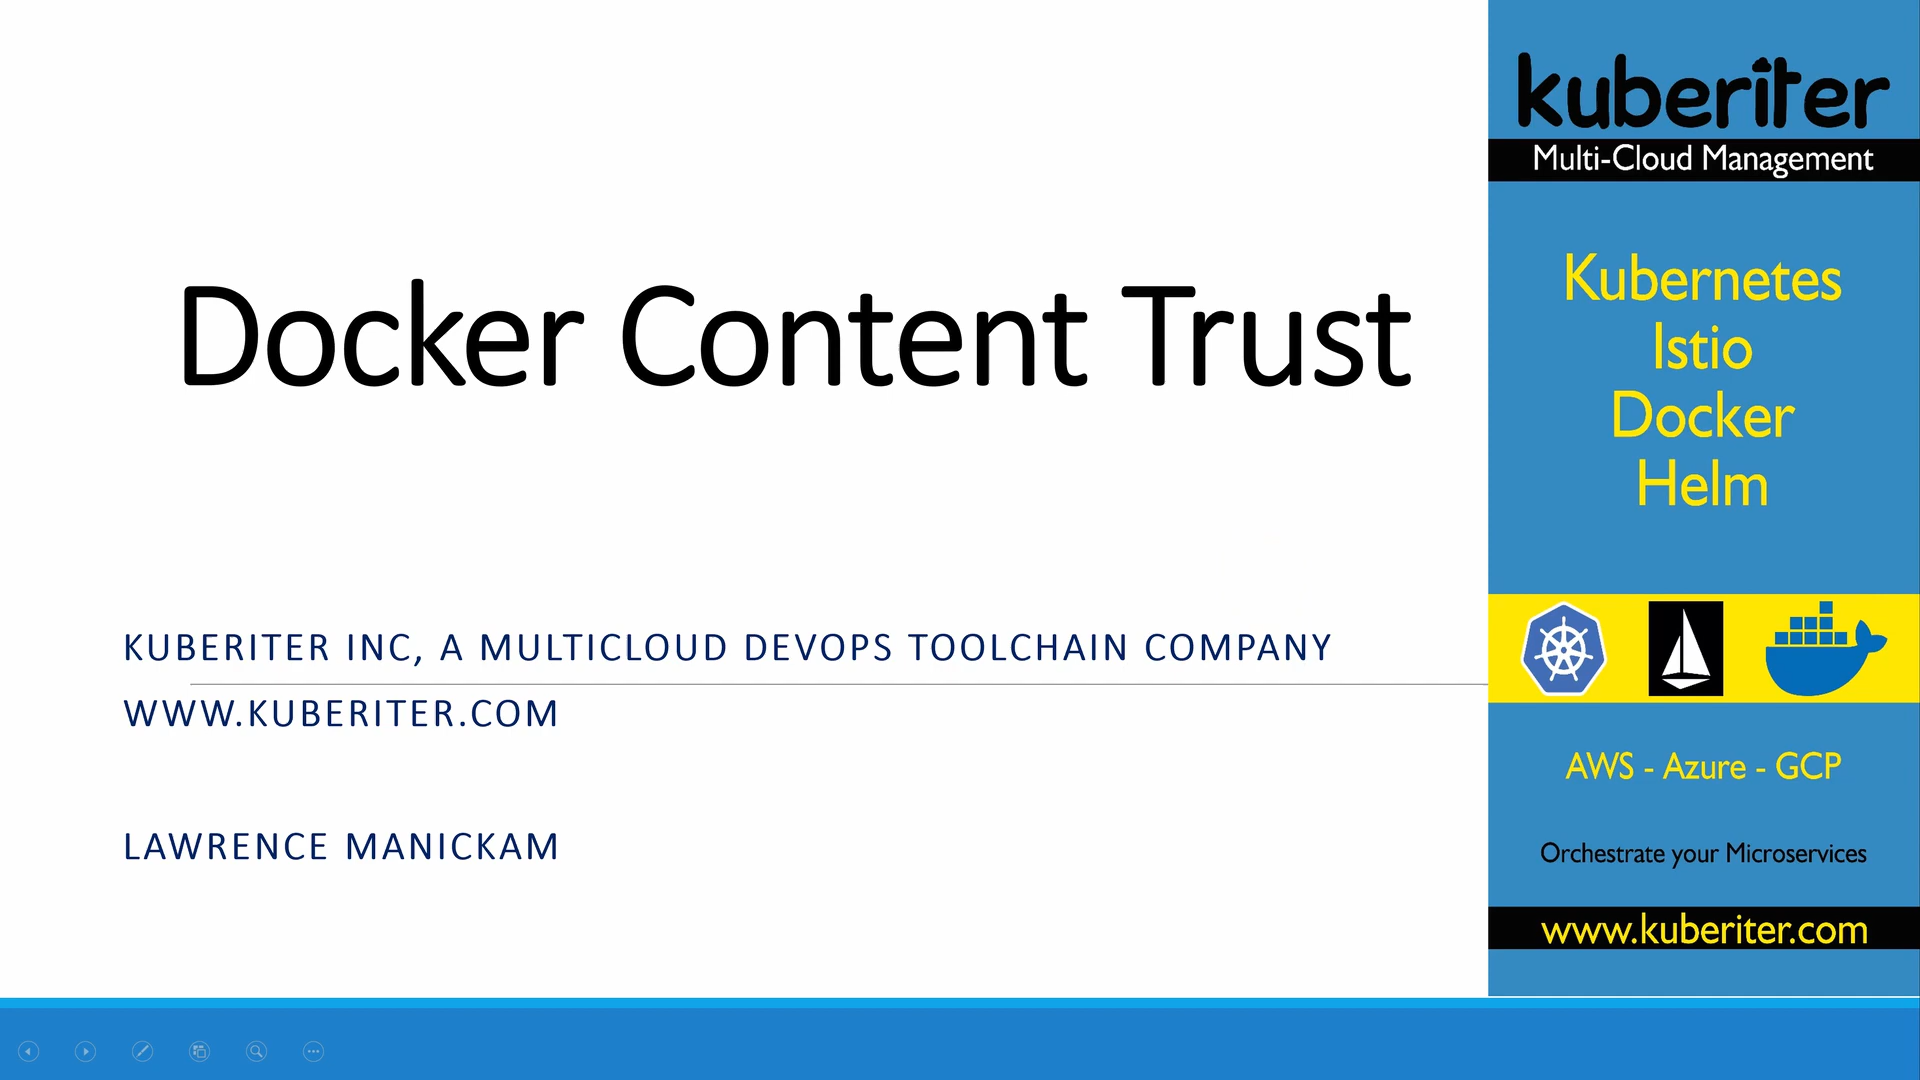 Docker Content Trust
KUBERITER INC, A MULTICLOUD DEVOPS TOOLCHAIN COMPANY
WWW.KUBERITER.COM
LAWRENCE MANICKAM
kuberiter
Multi-Cloud Management
Kubernetes
Istio
Docker
Helm
AWS - Azure - GCP
Orchestrate your Microservices
www.kuberiter.com